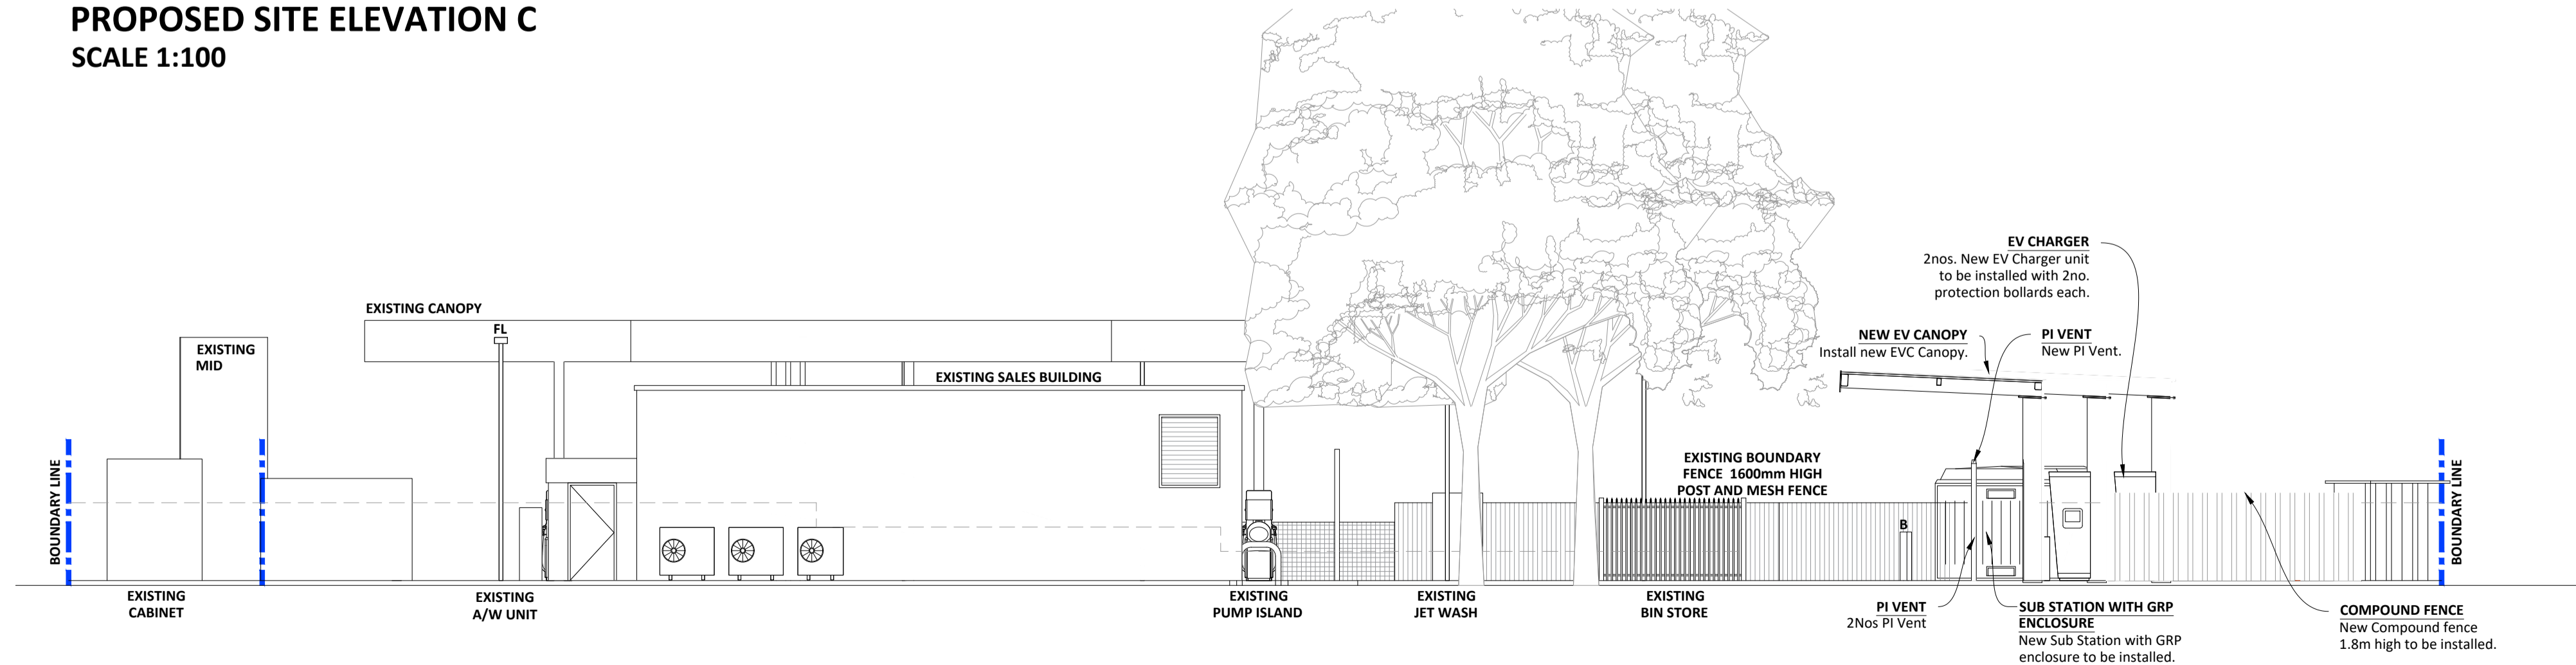 PROPOSED SITE ELEVATION C
SCALE 1:100
EV CHARGER
2nos. New EV Charger unit
to be installed with 2no.
protection bollards each.
EXISTING CANOPY
FL
EXISTING
MID
NEW EV CANOPY
Install new EVC Canopy.
PI VENT
New PI Vent.
EXISTING SALES BUILDING
BOUNDARY LINE
EXISTING BOUNDARY
FENCE 1600mm HIGH
POST AND MESH FENCE
B
BOUNDARY LINE
EXISTING
CABINET
EXISTING
A/W UNIT
EXISTING
PUMP ISLAND
EXISTING
JET WASH
EXISTING
BIN STORE
PI VENT
2Nos PI Vent
SUB STATION WITH GRP
ENCLOSURE
New Sub Station with GRP
enclosure to be installed.
COMPOUND FENCE
New Compound fence
1.8m high to be installed.